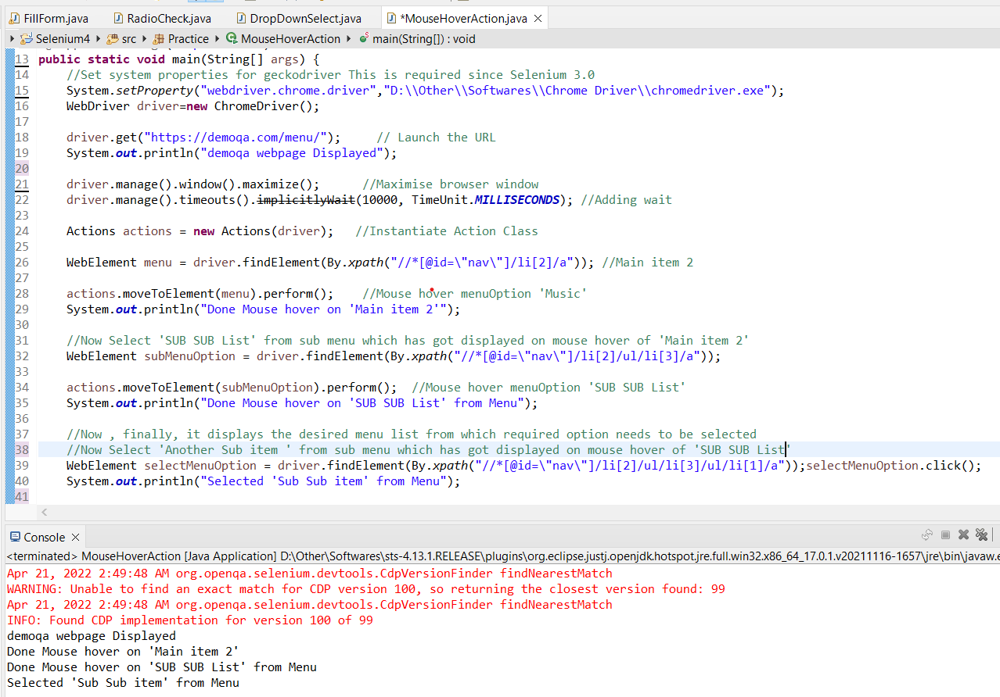 FillForm.java RadioCheck.java DropDownSelect.java *MouseHoverAction.java
Selenium4 src Practice MouseHoverAction main(String[]) : void
13 public static void main(String[] args) {
14 //Set system properties for geckodriver This is required since Selenium 3.0
15 System.setProperty("webdriver.chrome.driver","D:\\Other\\Softwares\\Chrome Driver\\chromedriver.exe");
16 WebDriver driver=new ChromeDriver();
17
18 driver.get("https://demoqa.com/menu/"); // Launch the URL
19 System.out.println("demoqa webpage Displayed");
20
21 driver.manage().window().maximize(); //Maximise browser window
22 driver.manage().timeouts().implicitlyWait(10000, TimeUnit.MILLISECONDS); //Adding wait
23
24 Actions actions = new Actions(driver); //Instantiate Action Class
25
26 WebElement menu = driver.findElement(By.xpath("//*[@id=\"nav\"]/li[2]/a")); //Main item 2
27
28 actions.moveToElement(menu).perform(); //Mouse hover menuOption 'Music'
29 System.out.println("Done Mouse hover on 'Main item 2'");
30
31 //Now Select 'SUB SUB List' from sub menu which has got displayed on mouse hover of 'Main item 2'
32 WebElement subMenuOption = driver.findElement(By.xpath("//*[@id=\"nav\"]/li[2]/ul/li[3]/a"));
33
34 actions.moveToElement(subMenuOption).perform(); //Mouse hover menuOption 'SUB SUB List'
35 System.out.println("Done Mouse hover on 'SUB SUB List' from Menu");
36
37 //Now , finally, it displays the desired menu list from which required option needs to be selected
38 //Now Select 'Another Sub item ' from sub menu which has got displayed on mouse hover of 'SUB SUB List'
39 WebElement selectMenuOption = driver.findElement(By.xpath("//*[@id=\"nav\"]/li[2]/ul/li[3]/ul/li[1]/a"));selectMenuOption.click();
40 System.out.println("Selected 'Sub Sub item' from Menu");
41
Console
<terminated> MouseHoverAction [Java Application] D:\Other\Softwares\sts-4.13.1.RELEASE\plugins\org.eclipse.justj.openjdk.hotspot.jre.full.win32.x86_64_17.0.1.v20211116-1657\jre\bin\javaw.e
Apr 21, 2022 2:49:48 AM org.openqa.selenium.devtools.CdpVersionFinder findNearestMatch
WARNING: Unable to find an exact match for CDP version 100, so returning the closest version found: 99
Apr 21, 2022 2:49:48 AM org.openqa.selenium.devtools.CdpVersionFinder findNearestMatch
INFO: Found CDP implementation for version 100 of 99
demoqa webpage Displayed
Done Mouse hover on 'Main item 2'
Done Mouse hover on 'SUB SUB List' from Menu
Selected 'Sub Sub item' from Menu